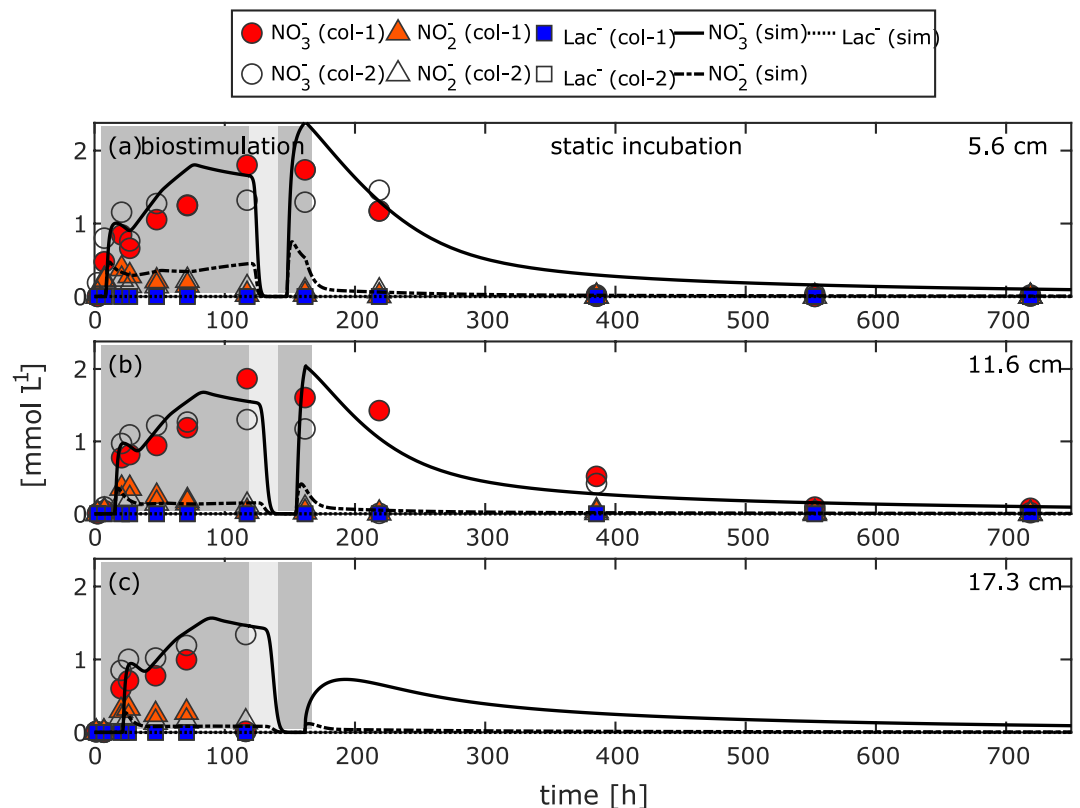 NO₃⁻ (col-1) NO₂⁻ (col-1) Lac⁻ (col-1) NO₃⁻ (sim) Lac⁻ (sim)
NO₃⁻ (col-2) NO₂⁻ (col-2) Lac⁻ (col-2) NO₂⁻ (sim)
(a) biostimulation static incubation 5.6 cm
2
1
0
0 100 200 300 400 500 600 700
(b) 11.6 cm
2
1
0
0 100 200 300 400 500 600 700
[mmol L¹]
(c) 17.3 cm
2
1
0
0 100 200 300 400 500 600 700
time [h]